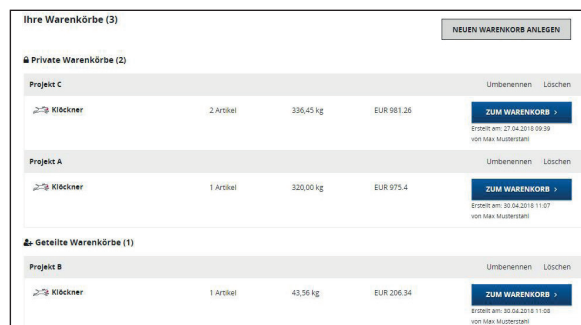 Ihre Warenkörbe (3)
NEUEN WARENKORB ANLEGEN
Private Warenkörbe (2)
Projekt C Umbenennen Löschen
Klöckner 2 Artikel 336,45 kg EUR 981.26 ZUM WARENKORB >
Erstellt am: 27.04.2018 09:39
von Max Musterstahl
Projekt A Umbenennen Löschen
Klöckner 1 Artikel 320,00 kg EUR 975.4 ZUM WARENKORB >
Erstellt am: 30.04.2018 11:07
von Max Musterstahl
Geteilte Warenkörbe (1)
Projekt B Umbenennen Löschen
Klöckner 1 Artikel 43,56 kg EUR 206.34 ZUM WARENKORB >
Erstellt am: 30.04.2018 11:08
von Max Musterstahl